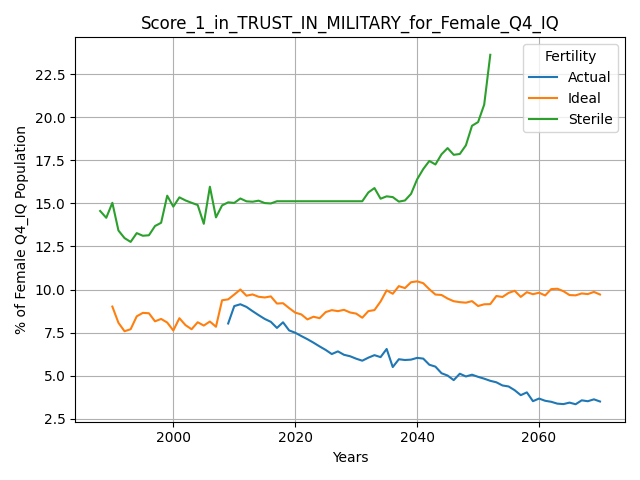 Score_1_in_TRUST_IN_MILITARY_for_Female_Q4_IQ
Fertility
Actual
Ideal
Sterile
% of Female Q4_IQ Population
22.5
20.0
17.5
15.0
12.5
10.0
7.5
5.0
2.5
2000
2020
2040
2060
Years